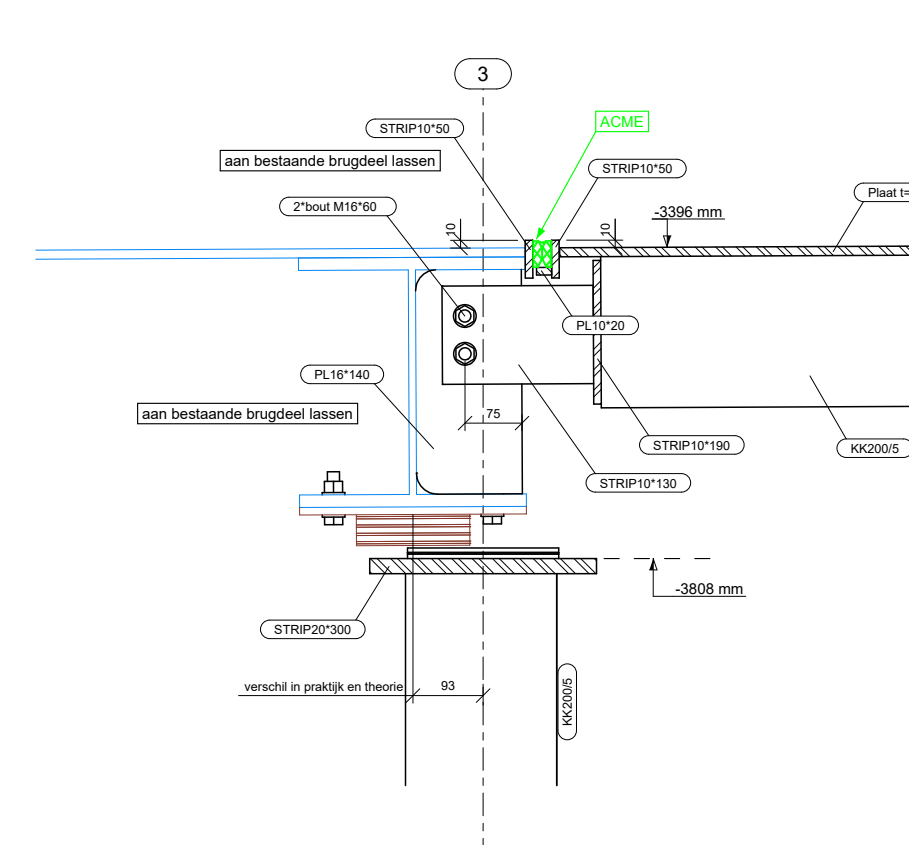 3
ACME
STRIP10*50
aan bestaande brugdeel lassen
STRIP10*50
2*bout M16*60
Plaat t=
-3396 mm
10
10
PL10*20
PL16*140
aan bestaande brugdeel lassen
75
STRIP10*190
KK200/5
STRIP10*130
-3808 mm
STRIP20*300
verschil in praktijk en theorie
93
KK200/5